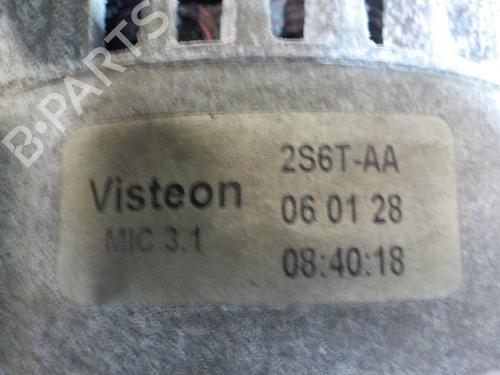 B-PARTS
Visteon
MIC 3.1
2S6T-AA
06 01 28
08:40:18